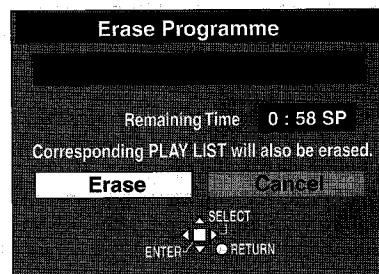 Erase Programme
Remaining Time 0 : 58 SP
Corresponding PLAY LIST will also be erased.
Erase Cancel
SELECT
ENTER RETURN